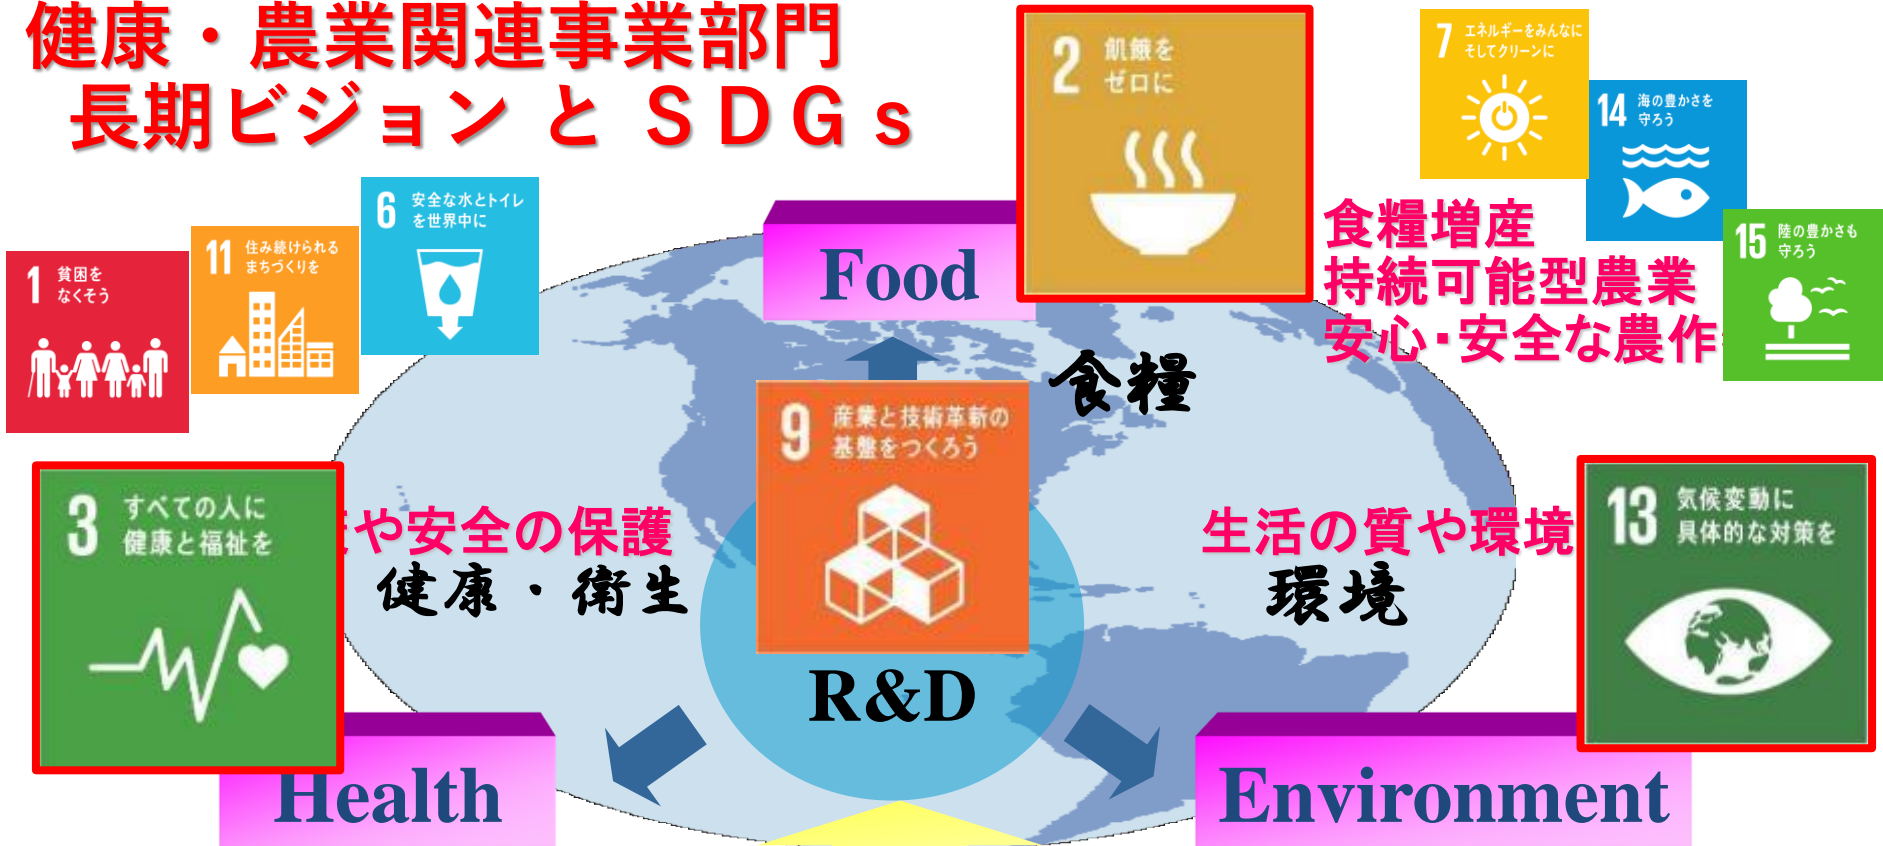 健康・農業関連事業部門
長期ビジョン と ＳＤＧｓ
2 飢餓を
ゼロに
7 エネルギーをみんなに
そしてクリーンに
14 海の豊かさを
守ろう
15 陸の豊かさも
守ろう
6 安全な水とトイレ
を世界中に
11 住み続けられる
まちづくりを
1 貧困を
なくそう
Food
食糧増産
持続可能型農業
安心・安全な農作
食糧
9 産業と技術革新の
基盤をつくろう
3 すべての人に
健康と福祉を
や安全の保護
健康・衛生
生活の質や環境
環境
13 気候変動に
具体的な対策を
R&D
Health
Environment